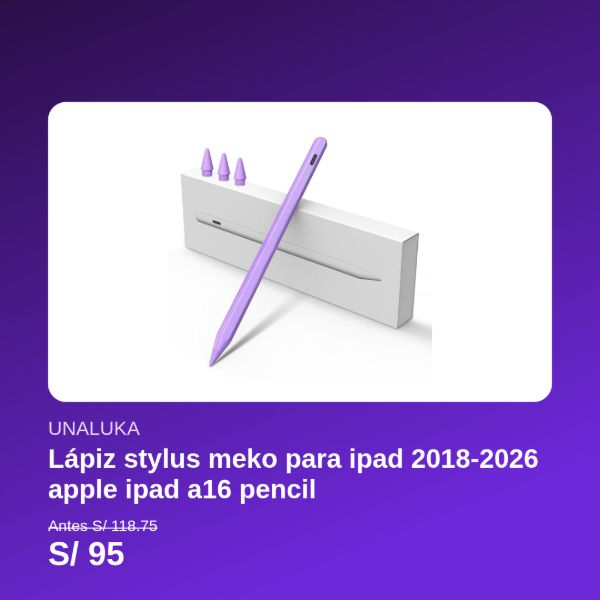 UNALUKA
Lápiz stylus meko para ipad 2018-2026
apple ipad a16 pencil
Antes S/ 118.75
S/ 95